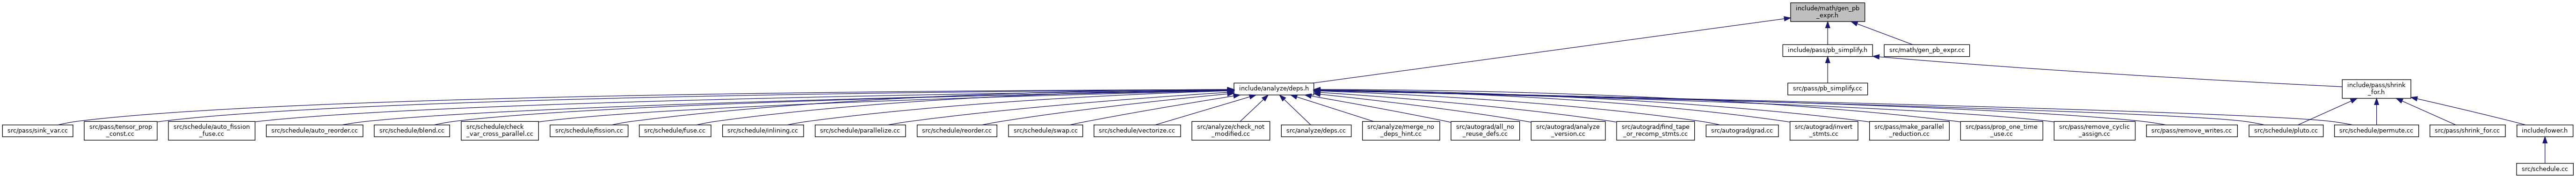 include/math/gen_pb
_expr.h
include/pass/pb_simplify.h
src/math/gen_pb_expr.cc
include/analyze/deps.h
src/pass/pb_simplify.cc
include/pass/shrink
_for.h
src/pass/sink_var.cc
src/pass/tensor_prop
_const.cc
src/schedule/auto_fission
_fuse.cc
src/schedule/auto_reorder.cc
src/schedule/blend.cc
src/schedule/check
_var_cross_parallel.cc
src/schedule/fission.cc
src/schedule/fuse.cc
src/schedule/inlining.cc
src/schedule/parallelize.cc
src/schedule/reorder.cc
src/schedule/swap.cc
src/schedule/vectorize.cc
src/analyze/check_not
_modified.cc
src/analyze/deps.cc
src/analyze/merge_no
_deps_hint.cc
src/autograd/all_no
_reuse_defs.cc
src/autograd/analyze
_version.cc
src/autograd/find_tape
_or_recomp_stmts.cc
src/autograd/grad.cc
src/autograd/invert
_stmts.cc
src/pass/make_parallel
_reduction.cc
src/pass/prop_one_time
_use.cc
src/pass/remove_cyclic
_assign.cc
src/pass/remove_writes.cc
src/schedule/pluto.cc
src/schedule/permute.cc
src/pass/shrink_for.cc
include/lower.h
src/schedule.cc